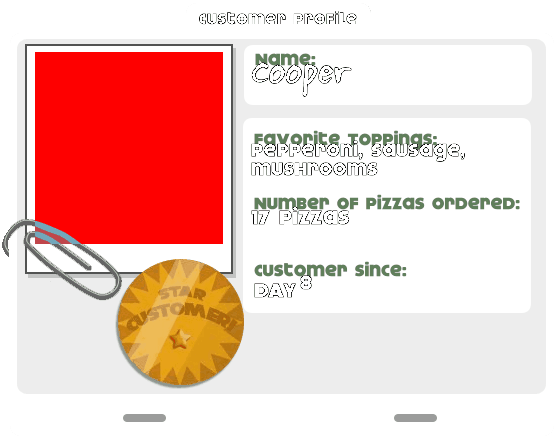 customer profile
Name:
Cooper
Favorite Toppings:
Pepperoni, Sausage,
Mushrooms
Number of Pizzas Ordered:
17 Pizzas
Customer Since:
DAY 8
STAR
CUSTOMER!